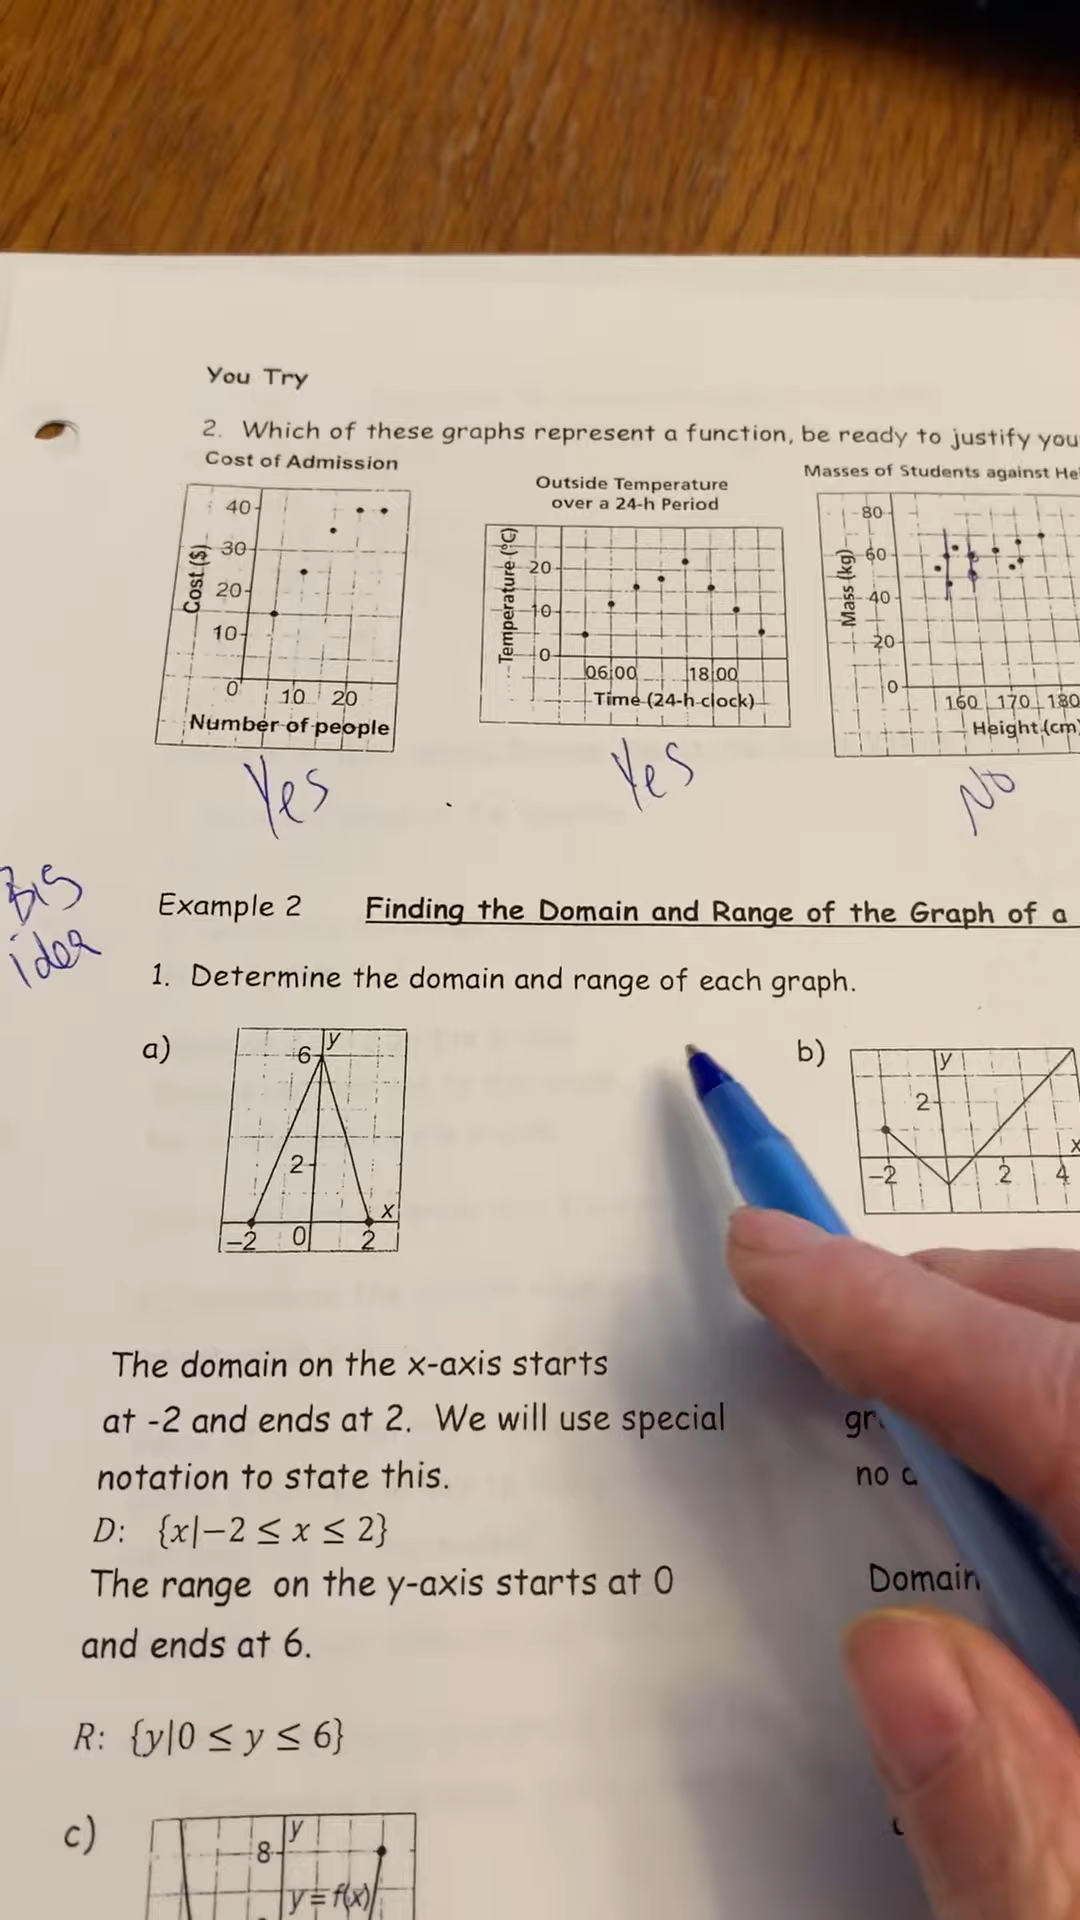 You Try
2. Which of these graphs represent a function, be ready to justify you
Cost of Admission
40
30
20
10
0
10 20
Cost ($)
Number of people
Yes
Outside Temperature
over a 24-h Period
20
10
0
06:00 18:00
Temperature (°C)
Time (24-h clock)
Yes
Masses of Students against He
80
60
40
20
0
160 170 180
Mass (kg)
Height (cm)
No
Big
idea
Example 2 Finding the Domain and Range of the Graph of a
1. Determine the domain and range of each graph.
a)
y
6
2
x
-2 0 2
b)
y
2
x
-2 2 4
The domain on the x-axis starts
at -2 and ends at 2. We will use special
notation to state this.
D: {x|−2 ≤ x ≤ 2}
The range on the y-axis starts at 0
and ends at 6.
R: {y|0 ≤ y ≤ 6}
no
Domain
c)
y
8
y = f(x)